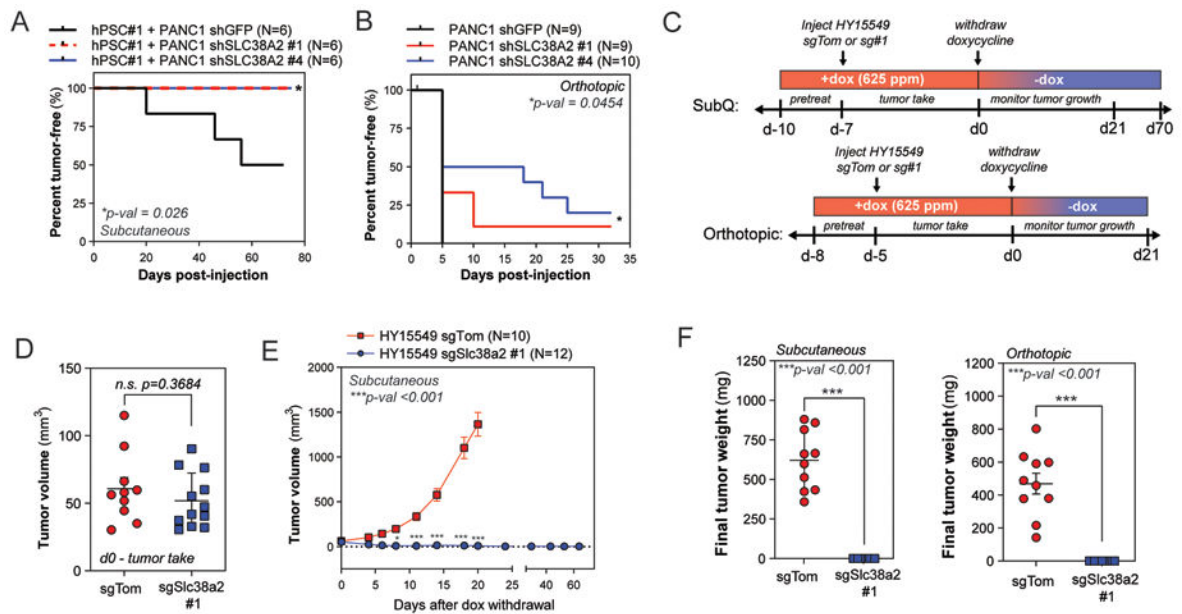 A
hPSC#1 + PANC1 shGFP (N=6)
hPSC#1 + PANC1 shSLC38A2 #1 (N=6)
hPSC#1 + PANC1 shSLC38A2 #4 (N=6)
Percent tumor-free (%)
100
75
50
25
0
*
*p-val = 0.026
Subcutaneous
0 20 40 60 80
Days post-injection
B
PANC1 shGFP (N=9)
PANC1 shSLC38A2 #1 (N=9)
PANC1 shSLC38A2 #4 (N=10)
Percent tumor-free (%)
100
75
50
25
0
Orthotopic
*p-val = 0.0454
*
0 5 10 15 20 25 30 35
Days post-injection
C
Inject HY15549
sgTom or sg#1
withdraw
doxycycline
+dox (625 ppm) -dox
SubQ:
pretreat tumor take monitor tumor growth
d-10 d-7 d0 d21 d70
Inject HY15549
sgTom or sg#1
withdraw
doxycycline
+dox (625 ppm) -dox
Orthotopic:
pretreat tumor take monitor tumor growth
d-8 d-5 d0 d21
D
Tumor volume (mm³)
150
100
50
0
n.s. p=0.3684
d0 - tumor take
sgTom sgSlc38a2
#1
E
HY15549 sgTom (N=10)
HY15549 sgSlc38a2 #1 (N=12)
Tumor volume (mm³)
2000
1500
1000
500
0
Subcutaneous
***p-val <0.001
* *** *** *** ***
0 5 10 15 20 25 40 60
Days after dox withdrawal
F
Final tumor weight (mg)
1250
1000
750
500
250
0
Subcutaneous
***p-val <0.001
***
sgTom sgSlc38a2
#1
Final tumor weight (mg)
1200
1000
800
600
400
200
0
Orthotopic
***p-val <0.001
***
sgTom sgSlc38a2
#1